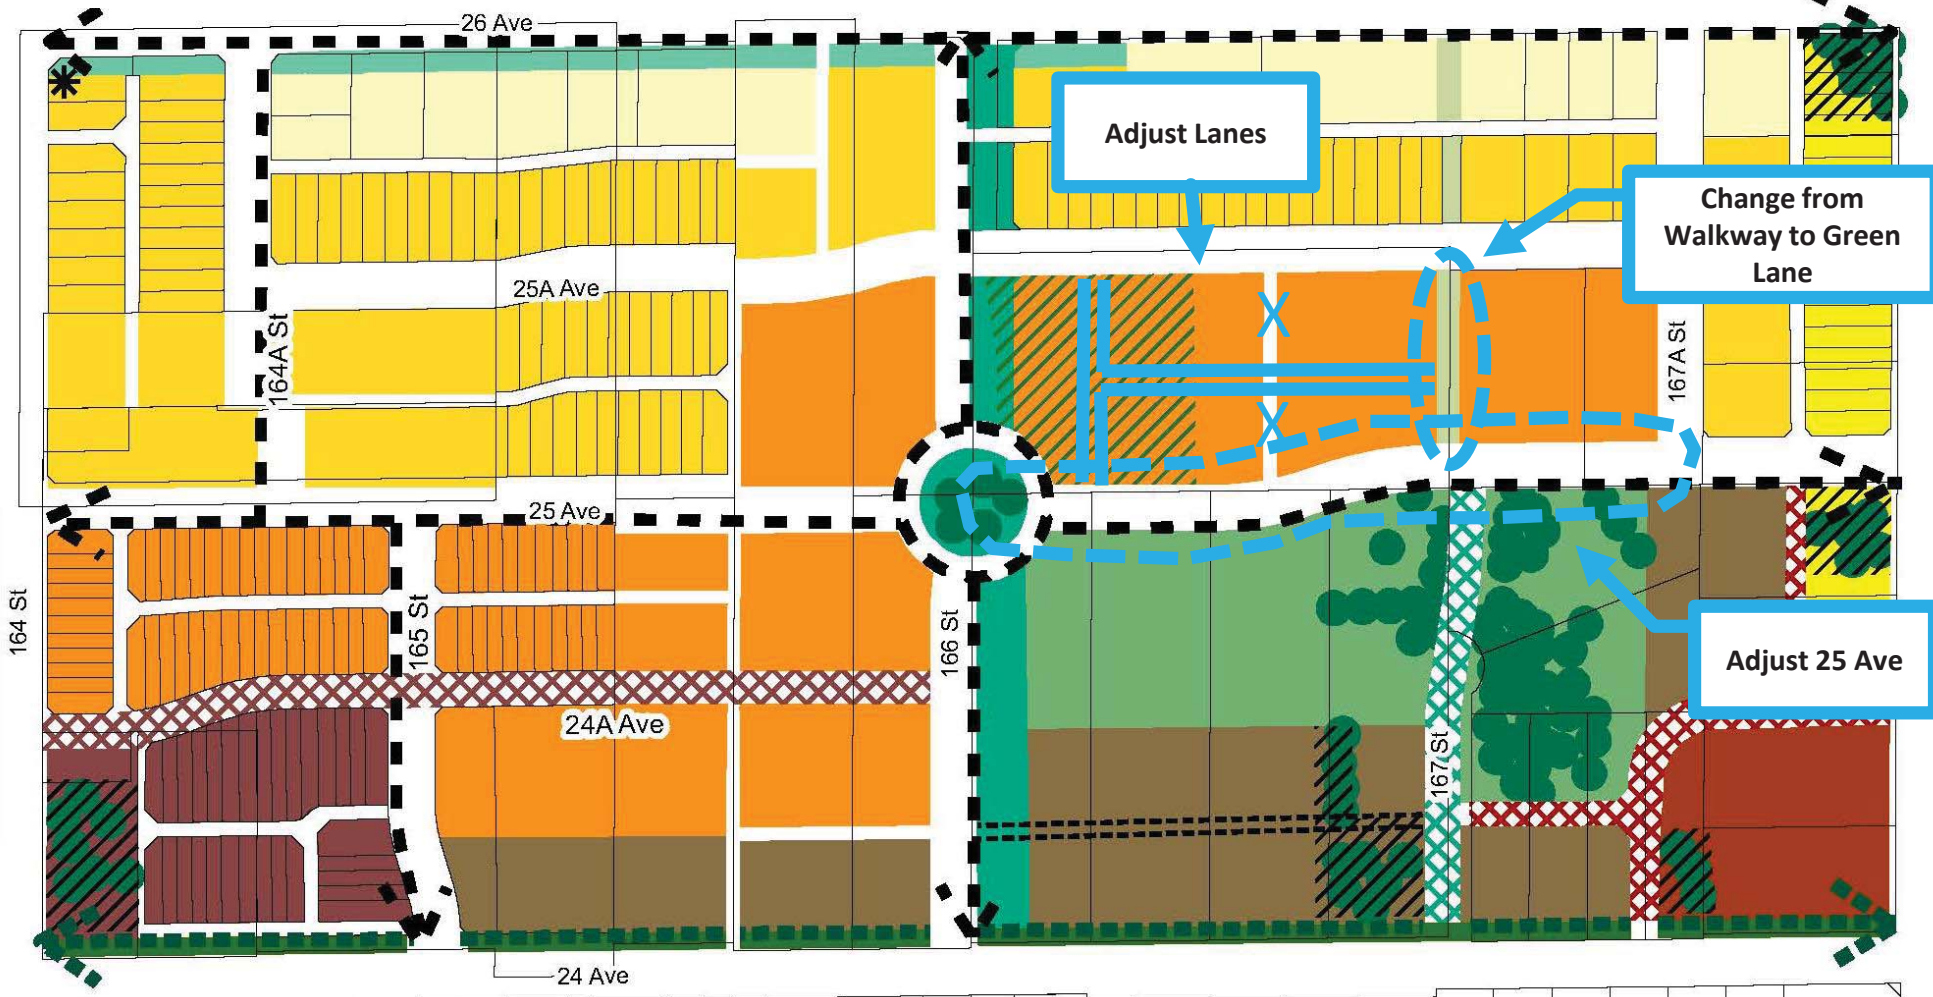 26 Ave
Adjust Lanes
Change from
Walkway to Green
Lane
25A Ave
164A St
X
167A St
X
25 Ave
164 St
165 St
166 St
Adjust 25 Ave
24A Ave
167 St
24 Ave